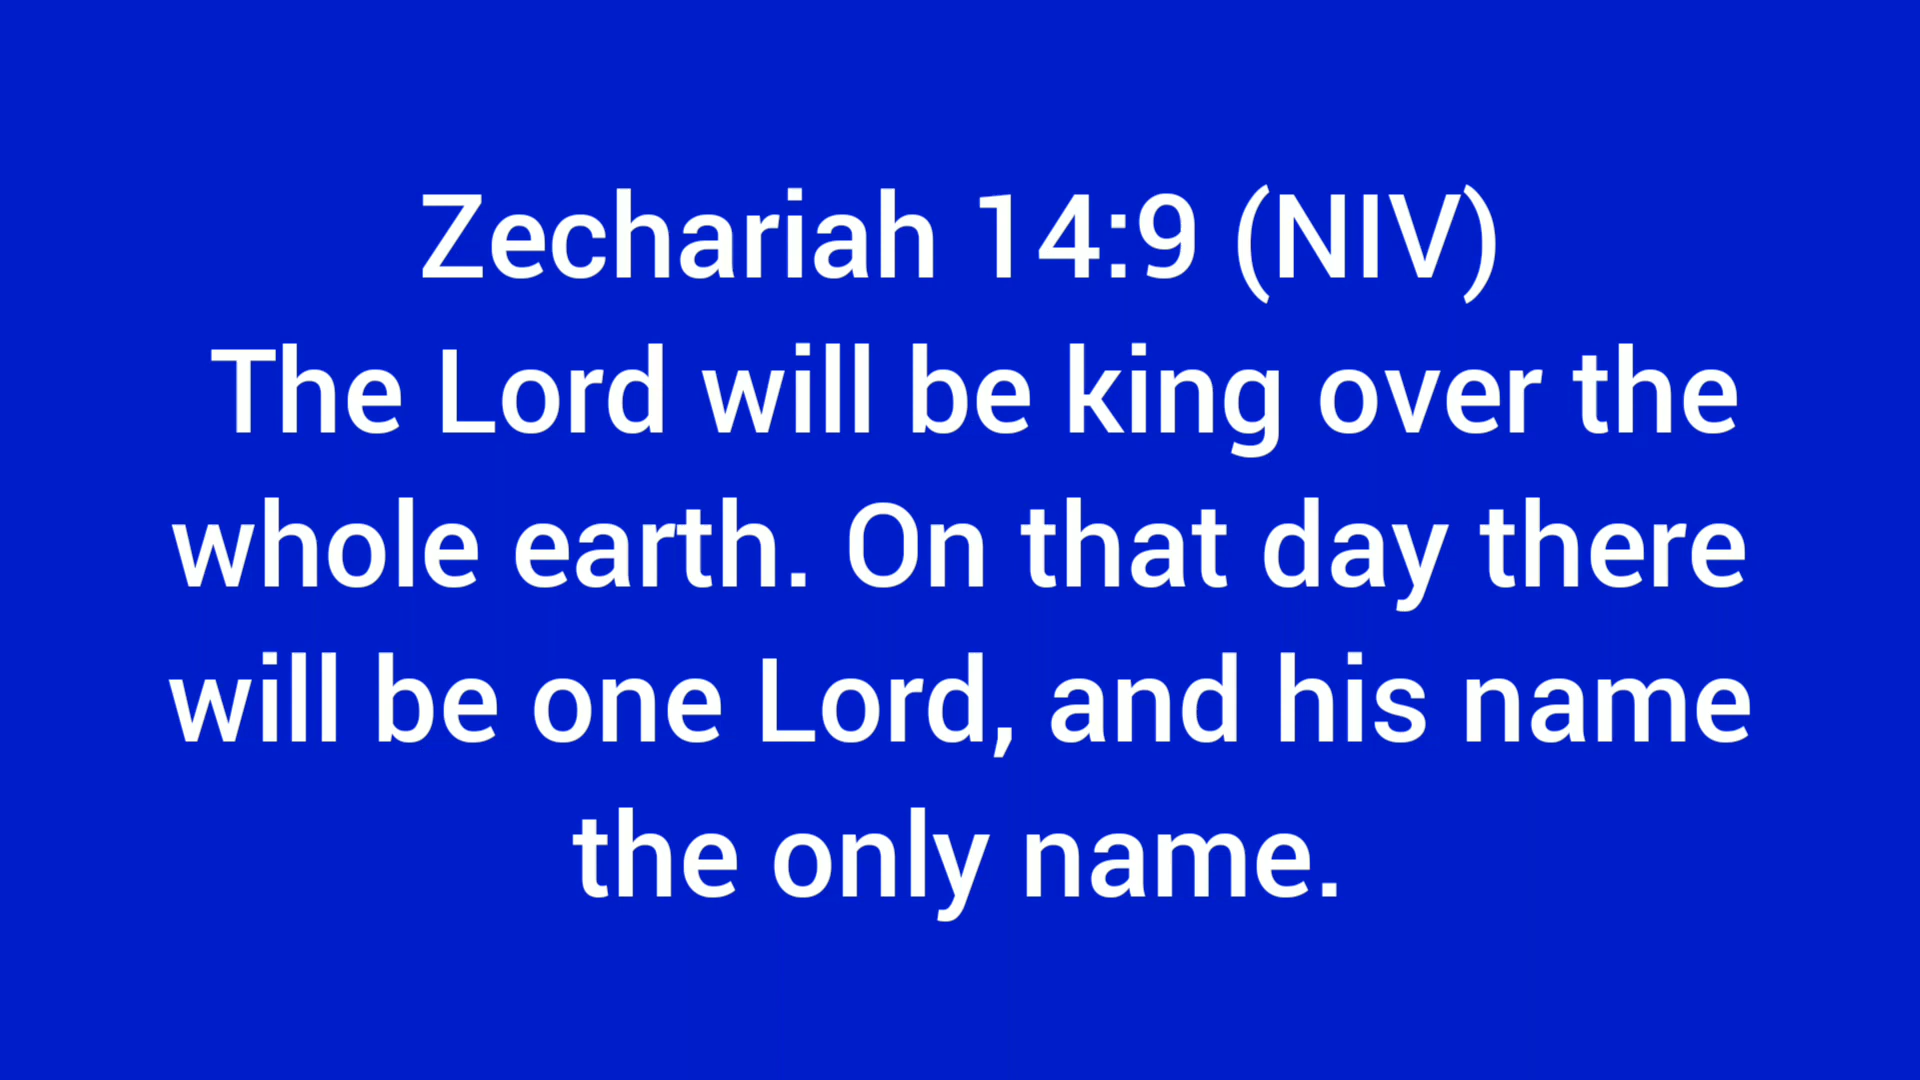 Zechariah 14:9 (NIV)
The Lord will be king over the
whole earth. On that day there
will be one Lord, and his name
the only name.